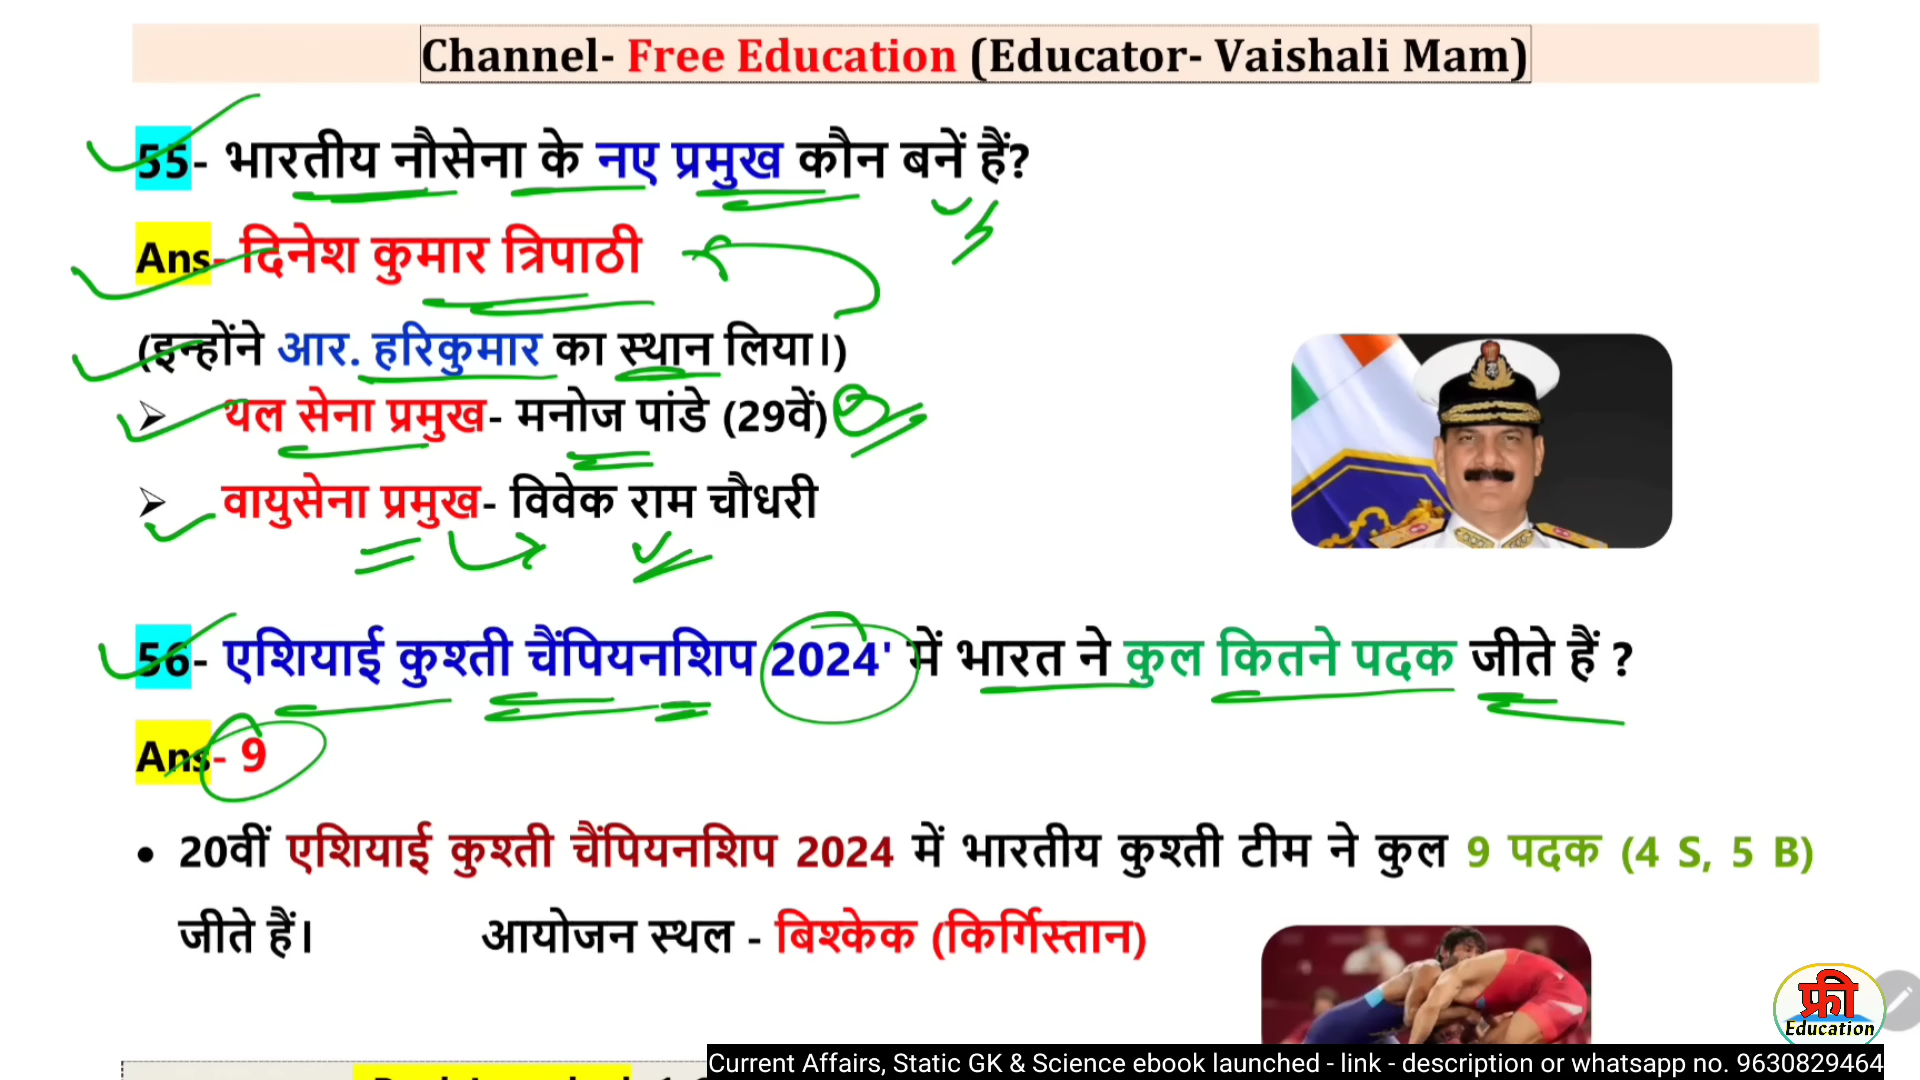 Channel- Free Education (Educator- Vaishali Mam)
55- भारतीय नौसेना के नए प्रमुख कौन बनें हैं?
Ans- दिनेश कुमार त्रिपाठी
(इन्होंने आर. हरिकुमार का स्थान लिया।)
➢ थल सेना प्रमुख- मनोज पांडे (29वें)
➢ वायुसेना प्रमुख- विवेक राम चौधरी
56- एशियाई कुश्ती चैंपियनशिप 2024' में भारत ने कुल कितने पदक जीते हैं ?
Ans- 9
• 20वीं एशियाई कुश्ती चैंपियनशिप 2024 में भारतीय कुश्ती टीम ने कुल 9 पदक (4 S, 5 B)
जीते हैं। आयोजन स्थल - बिश्केक (किर्गिस्तान)
फ्री
Education
Current Affairs, Static GK & Science ebook launched - link - description or whatsapp no. 9630829464